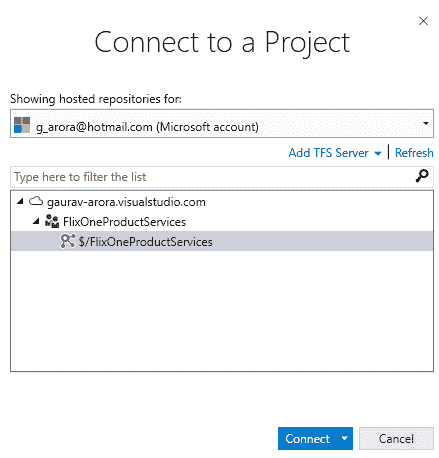 Connect to a Project
Showing hosted repositories for:
g_arora@hotmail.com (Microsoft account)
Add TFS Server | Refresh
Type here to filter the list
gaurav-arora.visualstudio.com
FlixOneProductServices
$/FlixOneProductServices
Connect Cancel